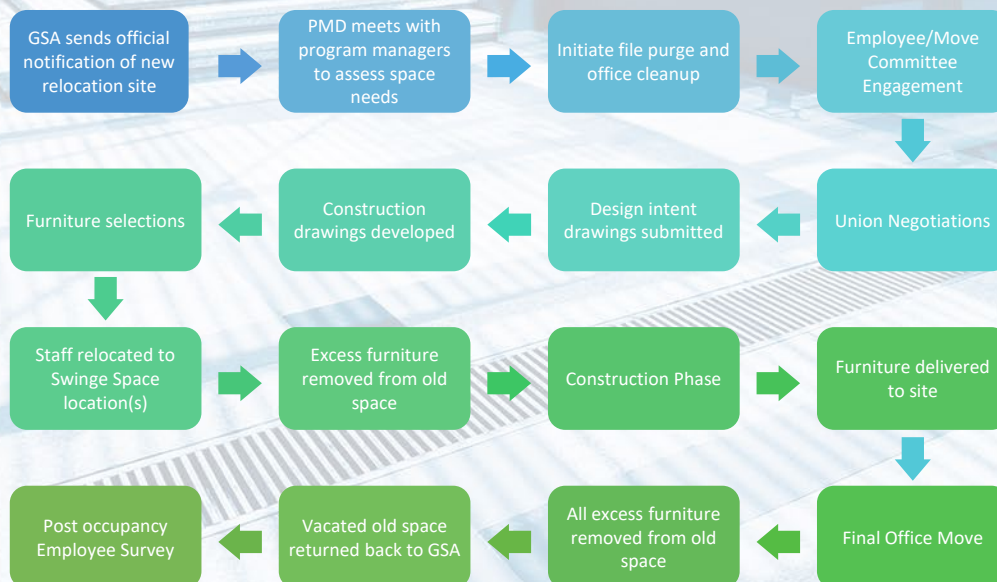 GSA sends official
notification of new
relocation site
PMD meets with
program managers
to assess space
needs
Initiate file purge and
office cleanup
Employee/Move
Committee
Engagement
Union Negotiations
Design intent
drawings submitted
Construction
drawings developed
Furniture selections
Staff relocated to
Swinge Space
location(s)
Excess furniture
removed from old
space
Construction Phase
Furniture delivered
to site
Final Office Move
All excess furniture
removed from old
space
Vacated old space
returned back to GSA
Post occupancy
Employee Survey